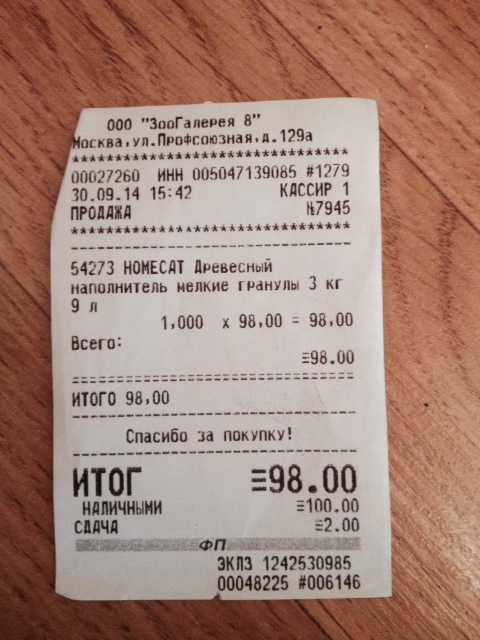 ООО "ЗооГалерея 8"
Москва,ул.Профсоюзная,д.129а
********************************
00027260 ИНН 005047139085 #1279
30.09.14 15:42 КАССИР 1
ПРОДАЖА №7945
********************************
--------------------------------
54273 HOMECAT Древесный
наполнитель мелкие гранулы 3 кг
9 л
1,000 x 98,00 = 98,00
Всего:
=98.00
================================
ИТОГО 98,00
--------------------------------
Спасибо за покупку!
--------------------------------
ИТОГ ≡98.00
НАЛИЧНЫМИ ≡100.00
СДАЧА ≡2.00
ФП
ЭКЛЗ 1242530985
00048225 #006146